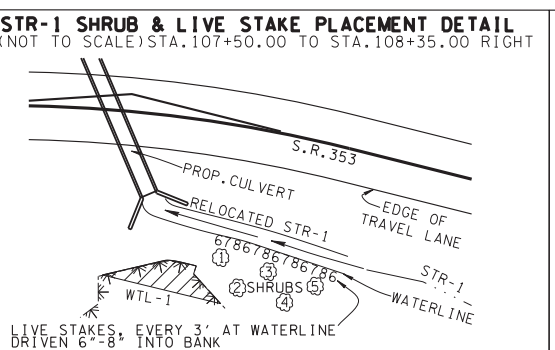 STR-1 SHRUB & LIVE STAKE PLACEMENT DETAIL
(NOT TO SCALE)STA.107+50.00 TO STA.108+35.00 RIGHT
S.R.353
PROP.CULVERT
EDGE OF
TRAVEL LANE
RELOCATED STR-1
6786786786786
1
3
2 SHRUBS 5
4
STR-1
WTL-1
WATERLINE
LIVE STAKES, EVERY 3' AT WATERLINE
DRIVEN 6"-8" INTO BANK